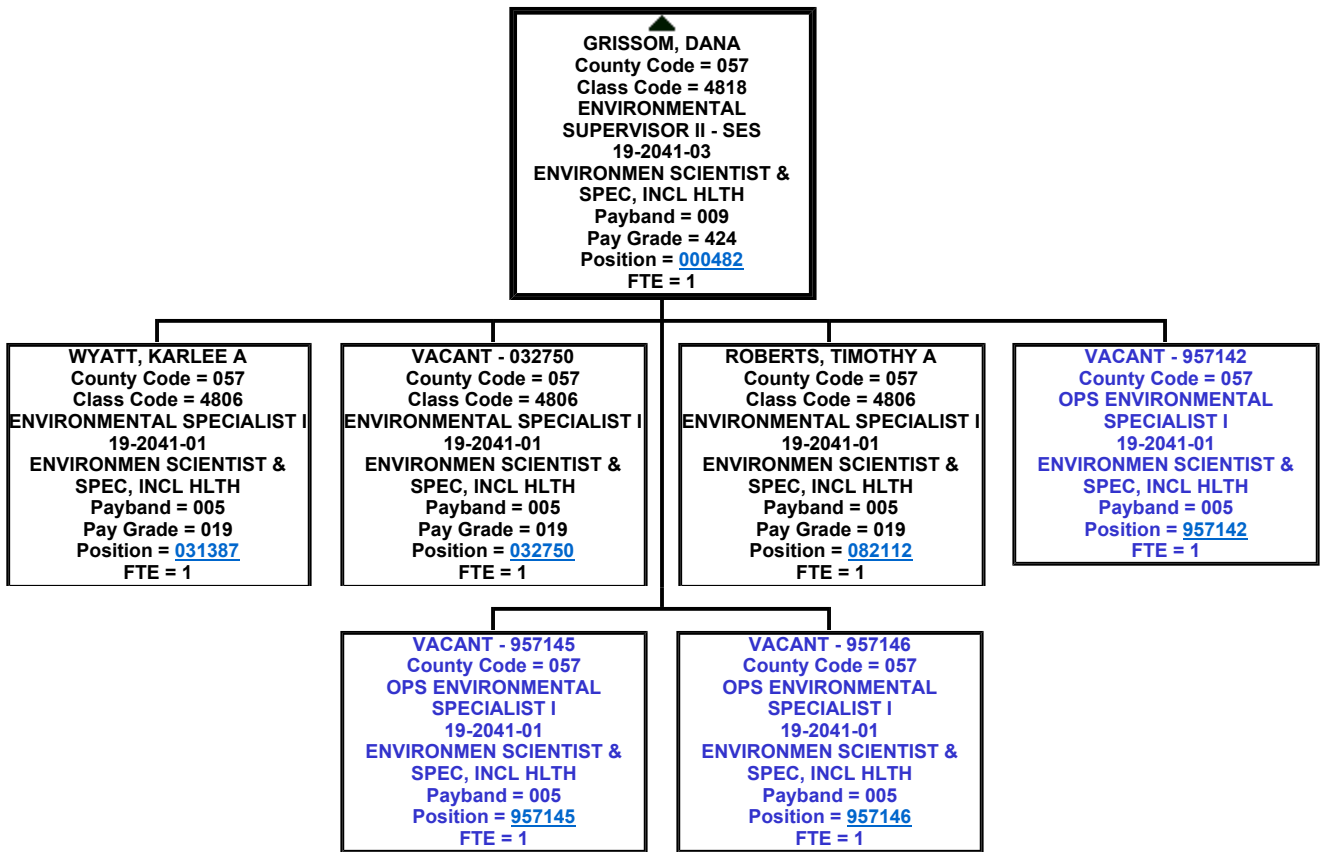 GRISSOM, DANA
County Code = 057
Class Code = 4818
ENVIRONMENTAL
SUPERVISOR II - SES
19-2041-03
ENVIRONMEN SCIENTIST &
SPEC, INCL HLTH
Payband = 009
Pay Grade = 424
Position = 000482
FTE = 1
WYATT, KARLEE A
County Code = 057
Class Code = 4806
ENVIRONMENTAL SPECIALIST I
19-2041-01
ENVIRONMEN SCIENTIST &
SPEC, INCL HLTH
Payband = 005
Pay Grade = 019
Position = 031387
FTE = 1
VACANT - 032750
County Code = 057
Class Code = 4806
ENVIRONMENTAL SPECIALIST I
19-2041-01
ENVIRONMEN SCIENTIST &
SPEC, INCL HLTH
Payband = 005
Pay Grade = 019
Position = 032750
FTE = 1
ROBERTS, TIMOTHY A
County Code = 057
Class Code = 4806
ENVIRONMENTAL SPECIALIST I
19-2041-01
ENVIRONMEN SCIENTIST &
SPEC, INCL HLTH
Payband = 005
Pay Grade = 019
Position = 082112
FTE = 1
VACANT - 957142
County Code = 057
OPS ENVIRONMENTAL
SPECIALIST I
19-2041-01
ENVIRONMEN SCIENTIST &
SPEC, INCL HLTH
Payband = 005
Position = 957142
FTE = 1
VACANT - 957145
County Code = 057
OPS ENVIRONMENTAL
SPECIALIST I
19-2041-01
ENVIRONMEN SCIENTIST &
SPEC, INCL HLTH
Payband = 005
Position = 957145
FTE = 1
VACANT - 957146
County Code = 057
OPS ENVIRONMENTAL
SPECIALIST I
19-2041-01
ENVIRONMEN SCIENTIST &
SPEC, INCL HLTH
Payband = 005
Position = 957146
FTE = 1